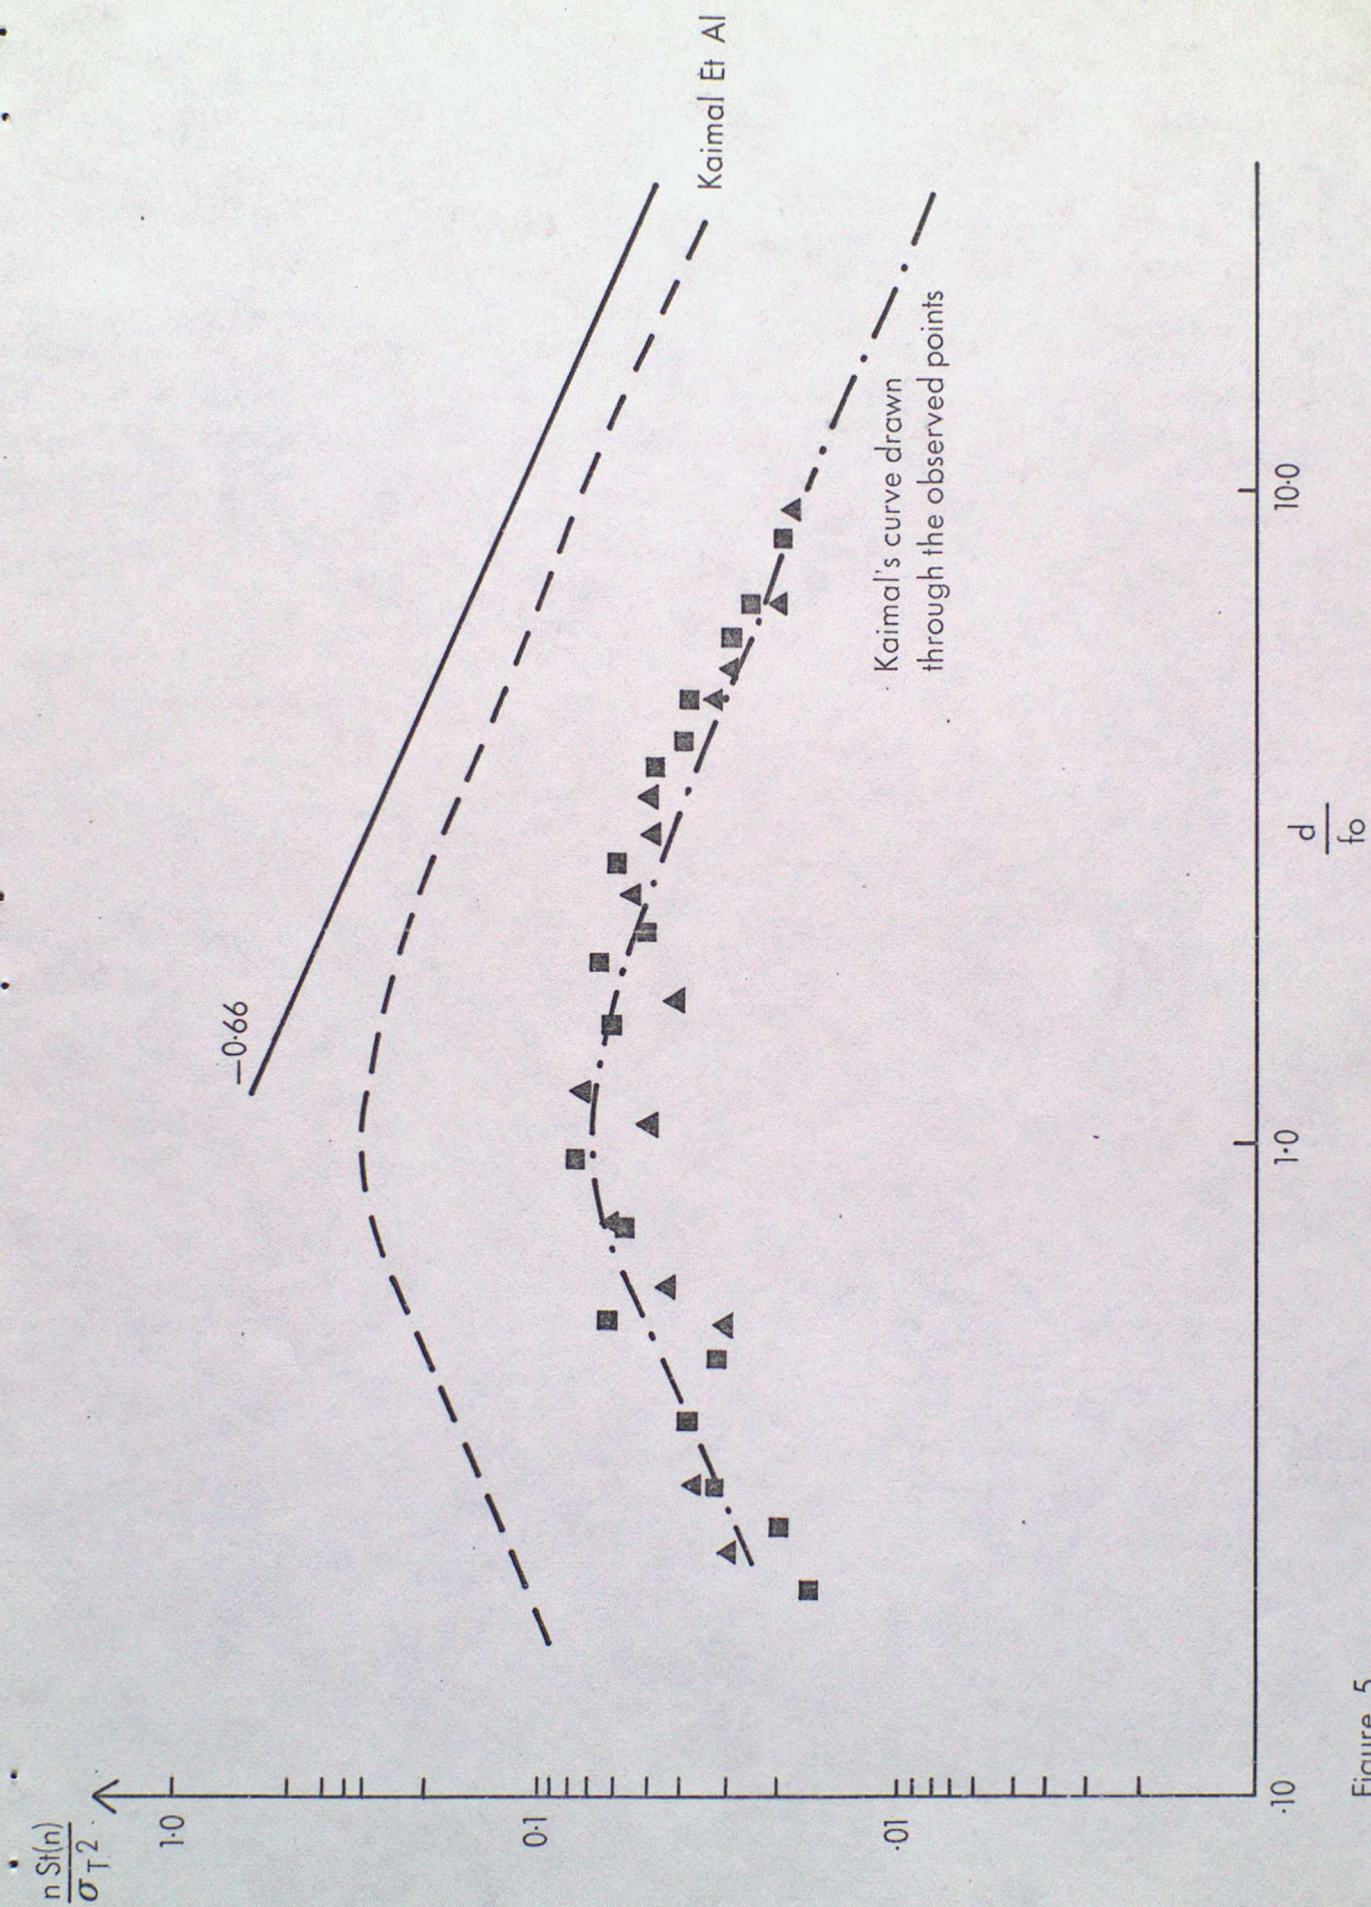 n St(n)
σT2
1·0
0·1
·01
−0·66
Kaimal Et Al
Kaimal's curve drawn
through the observed points
·10
1·0
10·0
d
fo
Figure 5